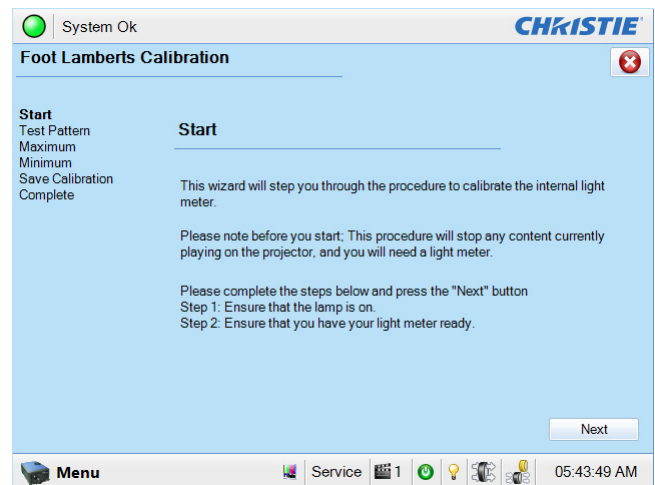 System Ok
CHRISTIE
Foot Lamberts Calibration
Start
Test Pattern
Maximum
Minimum
Save Calibration
Complete
Start
This wizard will step you through the procedure to calibrate the internal light
meter.
Please note before you start; This procedure will stop any content currently
playing on the projector, and you will need a light meter.
Please complete the steps below and press the "Next" button
Step 1: Ensure that the lamp is on.
Step 2: Ensure that you have your light meter ready.
Next
Menu
Service
1
05:43:49 AM